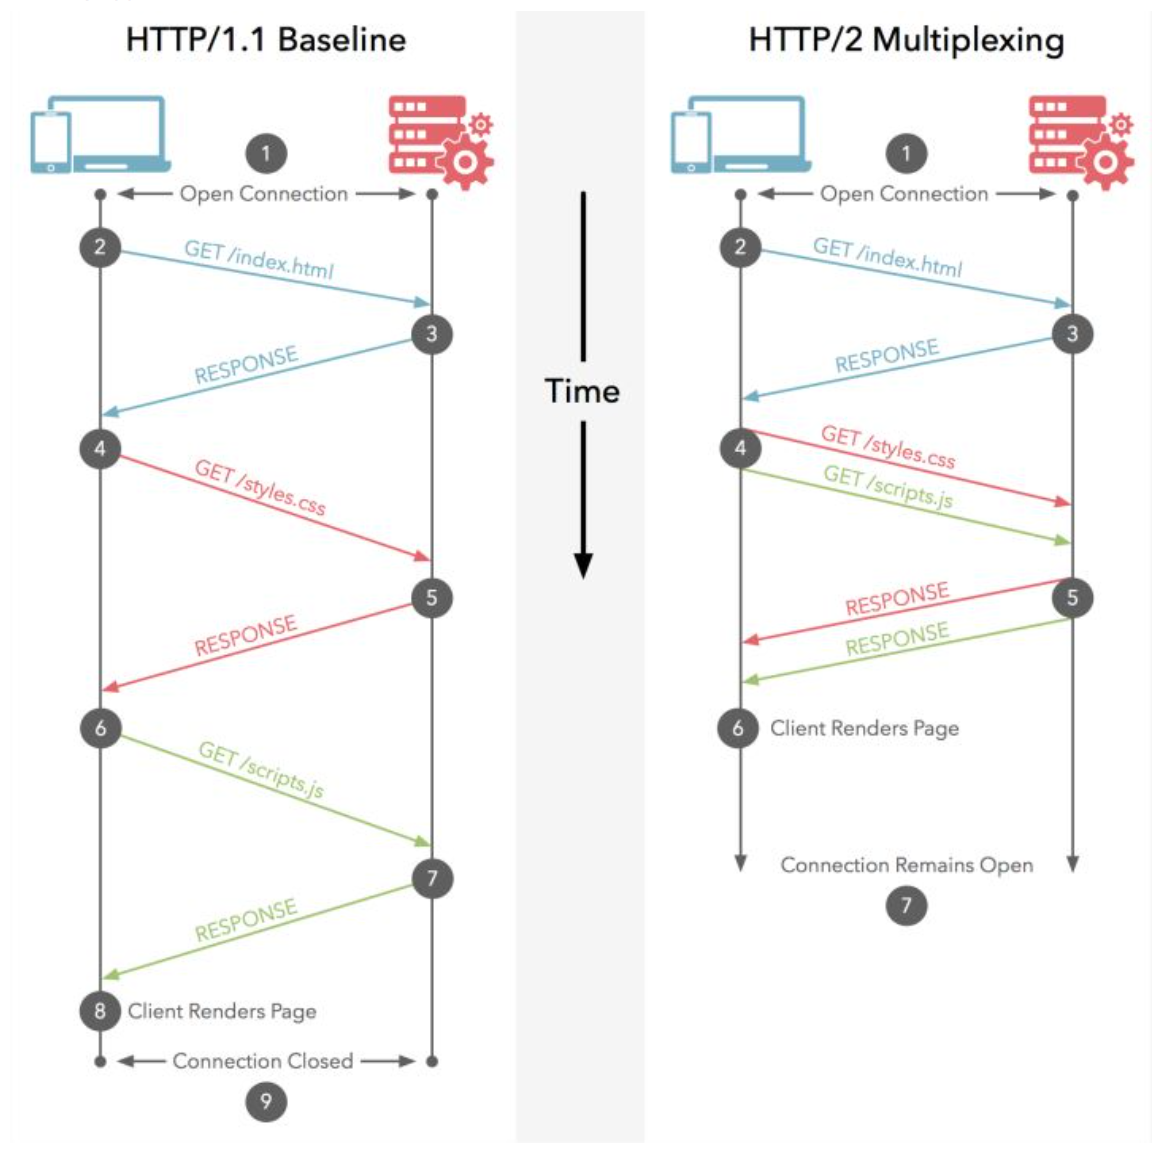 HTTP/1.1 Baseline
1
Open Connection
2
GET /index.html
3
RESPONSE
4
GET /styles.css
5
RESPONSE
6
GET /scripts.js
7
RESPONSE
8
Client Renders Page
Connection Closed
9
Time
HTTP/2 Multiplexing
1
Open Connection
2
GET /index.html
3
RESPONSE
4
GET /styles.css
GET /scripts.js
5
RESPONSE
RESPONSE
6
Client Renders Page
Connection Remains Open
7